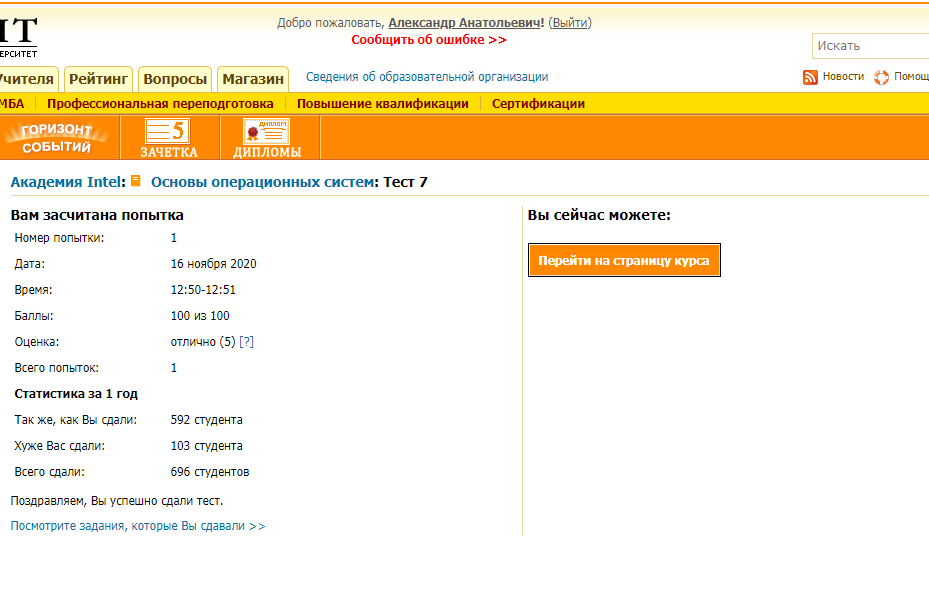 Добро пожаловать, Александр Анатольевич! (Выйти)
Сообщить об ошибке >>
ИТ
ЕРСИТЕТ
Искать
Учителя Рейтинг Вопросы Магазин Сведения об образовательной организации Новости Помощ
МБА Профессиональная переподготовка Повышение квалификации Сертификации
ГОРИЗОНТ
СОБЫТИЙ
5
ЗАЧЕТКА
ДИПЛОМ
ДИПЛОМЫ
Академия Intel: Основы операционных систем: Тест 7
Вам засчитана попытка
Номер попытки: 1
Дата: 16 ноября 2020
Время: 12:50-12:51
Баллы: 100 из 100
Оценка: отлично (5) [?]
Всего попыток: 1
Статистика за 1 год
Так же, как Вы сдали: 592 студента
Хуже Вас сдали: 103 студента
Всего сдали: 696 студентов
Поздравляем, Вы успешно сдали тест.
Посмотрите задания, которые Вы сдавали >>
Вы сейчас можете:
Перейти на страницу курса